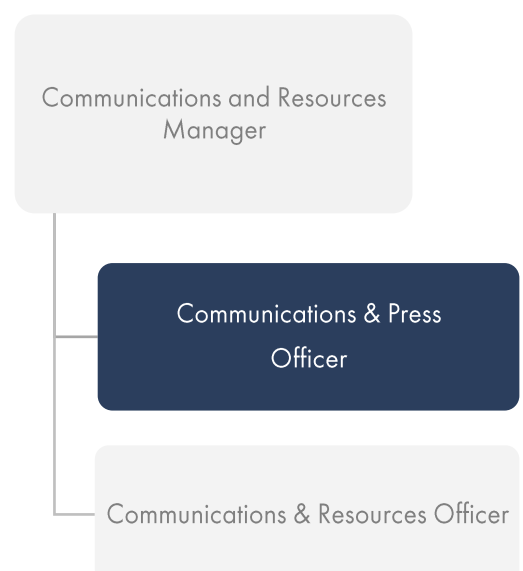 Communications and Resources
Manager
Communications & Press
Officer
Communications & Resources Officer